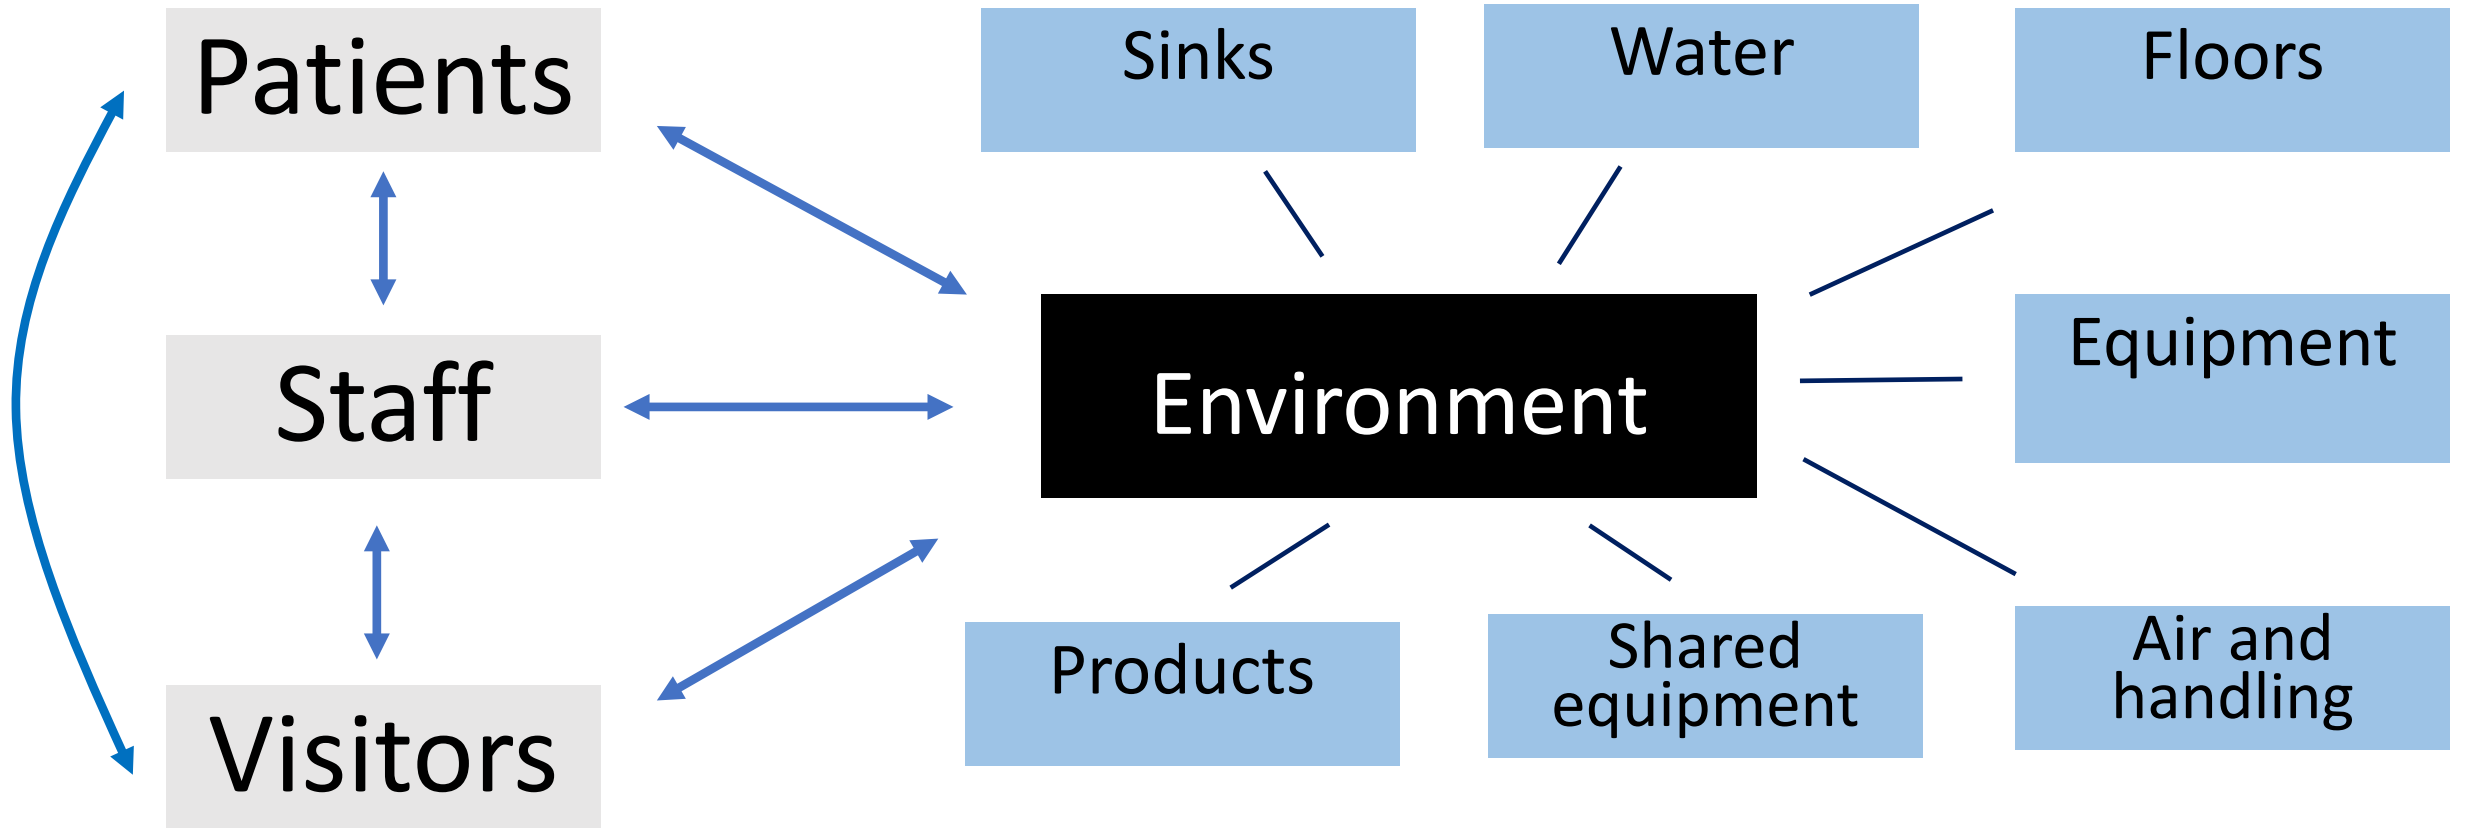 Patients
Sinks
Water
Floors
Staff
Environment
Equipment
Visitors
Products
Shared
equipment
Air and
handling